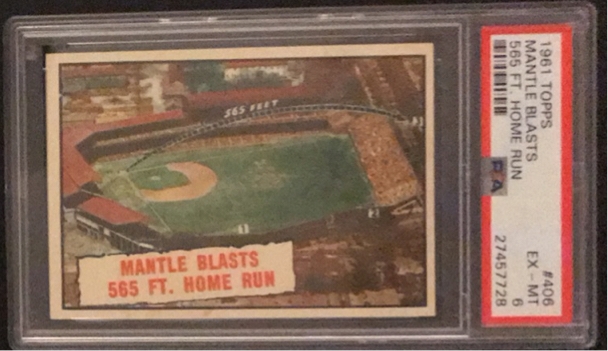 565 FEET
MANTLE BLASTS
565 FT. HOME RUN
1961 TOPPS #406
MANTLE BLASTS EX - MT
565 FT. HOME RUN 6
PSA 27457728